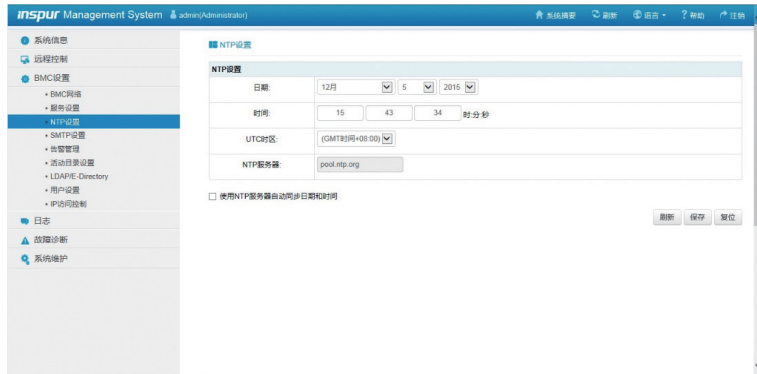 inspur Management System admin(Administrator) 系统摘要 刷新 语言 ? 帮助 注销
系统信息
远程控制
BMC设置
• BMC网络
• 服务设置
NTP设置
• SMTP设置
• 告警管理
• 活动目录设置
• LDAP/E-Directory
• 用户设置
• IP访问控制
日志
故障诊断
系统维护
NTP设置
NTP设置
日期: 12月 5 2015
时间: 15 43 34 时:分:秒
UTC时区: (GMT时间+08:00)
NTP服务器: pool.ntp.org
使用NTP服务器自动同步日期和时间
刷新 保存 复位